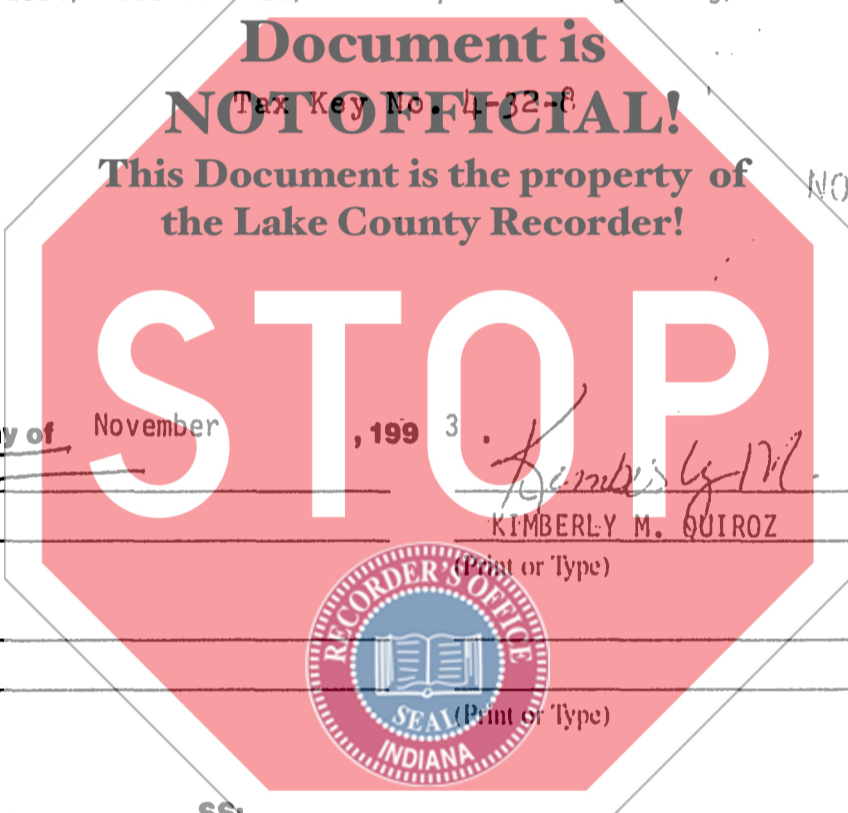 Document is
NOT OFFICIAL!
Tax Key No. 4-32-8
This Document is the property of
the Lake County Recorder!
NO
STOP
y of November , 199 3 .
Kimberly M.
KIMBERLY M. QUIROZ
(Print or Type)
RECORDER'S OFFICE
SEAL
(Print or Type)
INDIANA
SS: